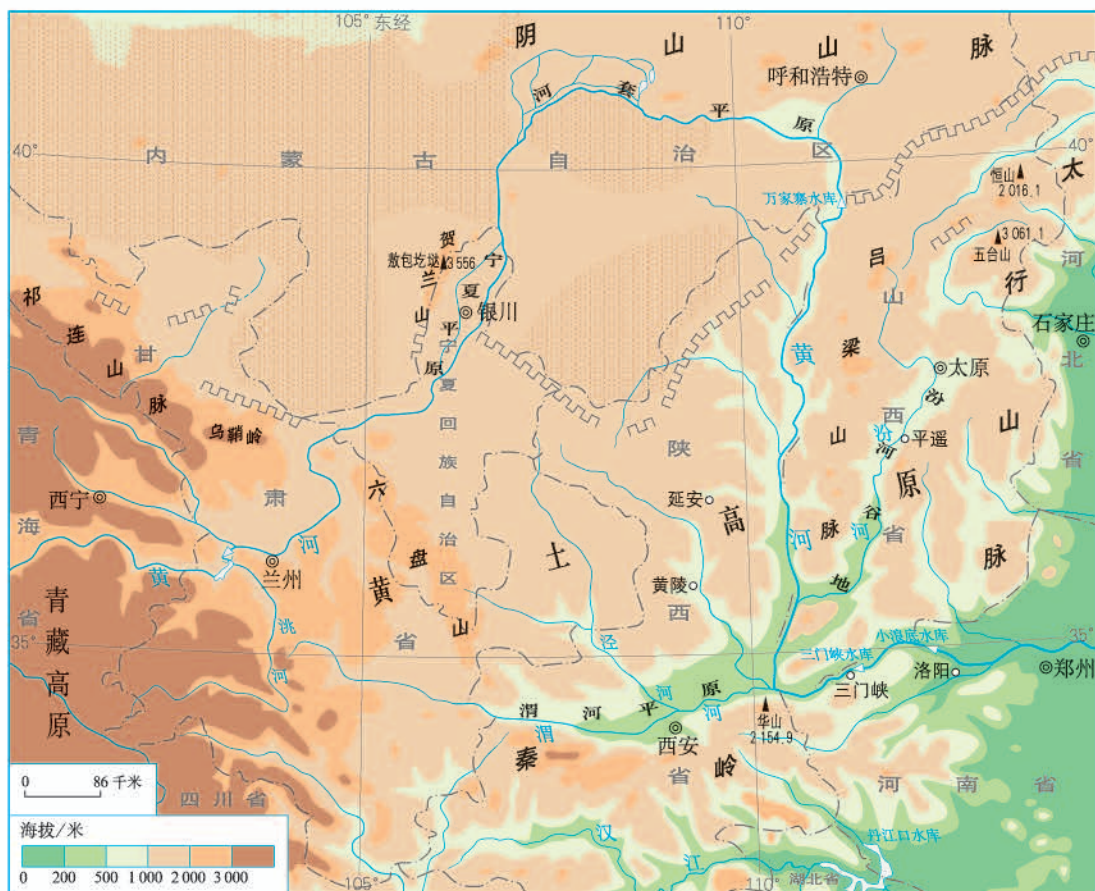 105° 东经
110°
阴山山脉
呼和浩特
河套平原
40°
内蒙古自治区
40°
太行山脉
恒山
2 016.1
万家寨水库
3 061.1
五台山
贺兰山
敖包圪垯
3 556
宁夏平原
银川
吕梁山脉
山西省
河北省
石家庄
祁连山脉
甘肃省
乌鞘岭
宁夏回族自治区
黄河
太原
汾河
平遥
汾河谷地
青海省
西宁
六盘山
陕西省
延安
黄土高原
黄河
兰州
黄陵
青藏高原
35°
洮河
泾河
小浪底水库
35°
三门峡水库
三门峡
洛阳
郑州
渭河平原
渭河
西安
华山
2 154.9
秦岭
河南省
0 86 千米
四川省
丹江口水库
汉江
海拔/米
0 200 500 1 000 2 000 3 000
105°
110°
湖北省